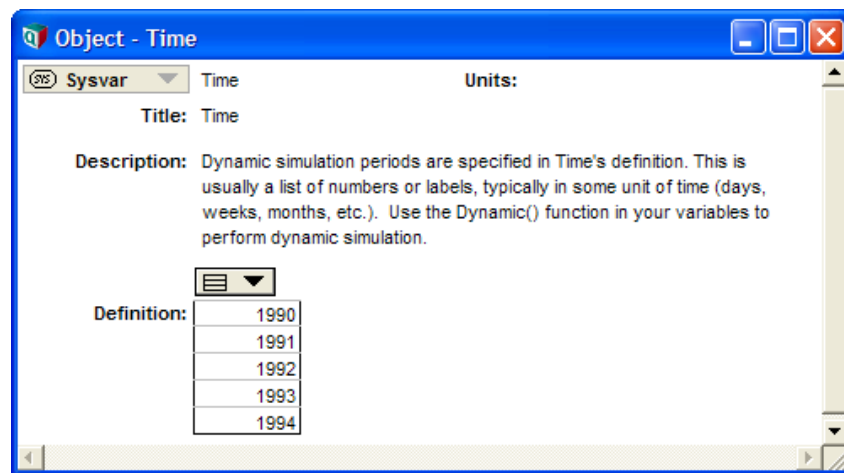 Object - Time
Sysvar Time Units:
Title: Time
Description: Dynamic simulation periods are specified in Time's definition. This is
usually a list of numbers or labels, typically in some unit of time (days,
weeks, months, etc.). Use the Dynamic() function in your variables to
perform dynamic simulation.
Definition: 1990
1991
1992
1993
1994